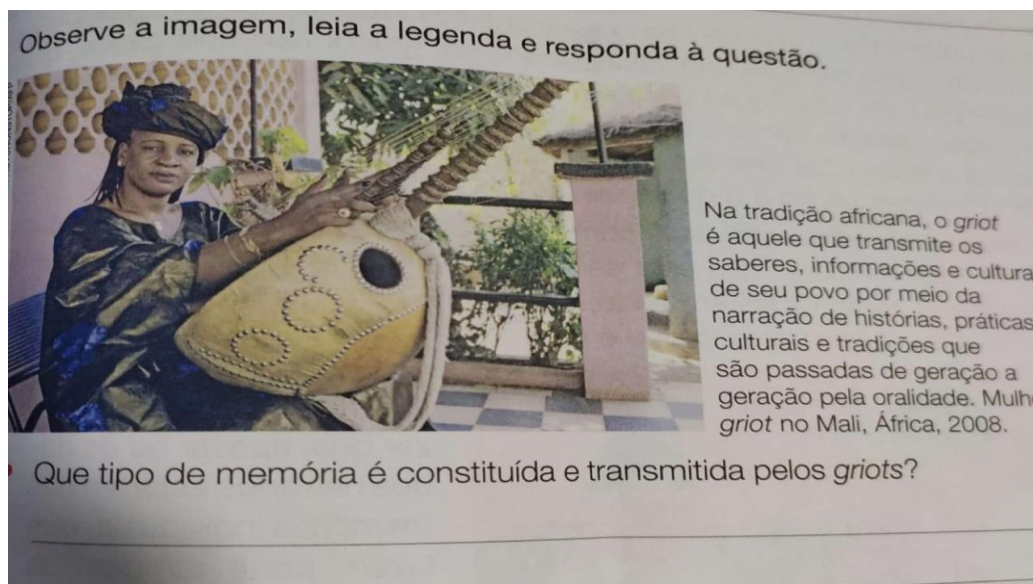 Observe a imagem, leia a legenda e responda à questão.
Na tradição africana, o griot
é aquele que transmite os
saberes, informações e cultura
de seu povo por meio da
narração de histórias, práticas
culturais e tradições que
são passadas de geração a
geração pela oralidade. Mulh
griot no Mali, África, 2008.
Que tipo de memória é constituída e transmitida pelos griots?